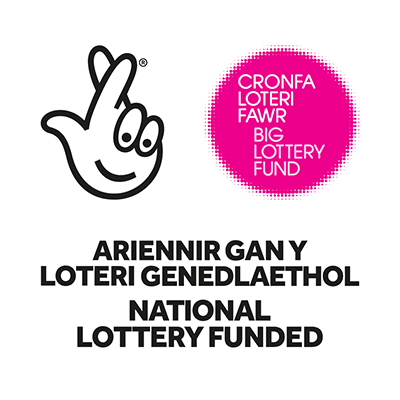 ®
CRONFA
LOTERI
FAWR
BIG
LOTTERY
FUND
ARIENNIR GAN Y
LOTERI GENEDLAETHOL
NATIONAL
LOTTERY FUNDED